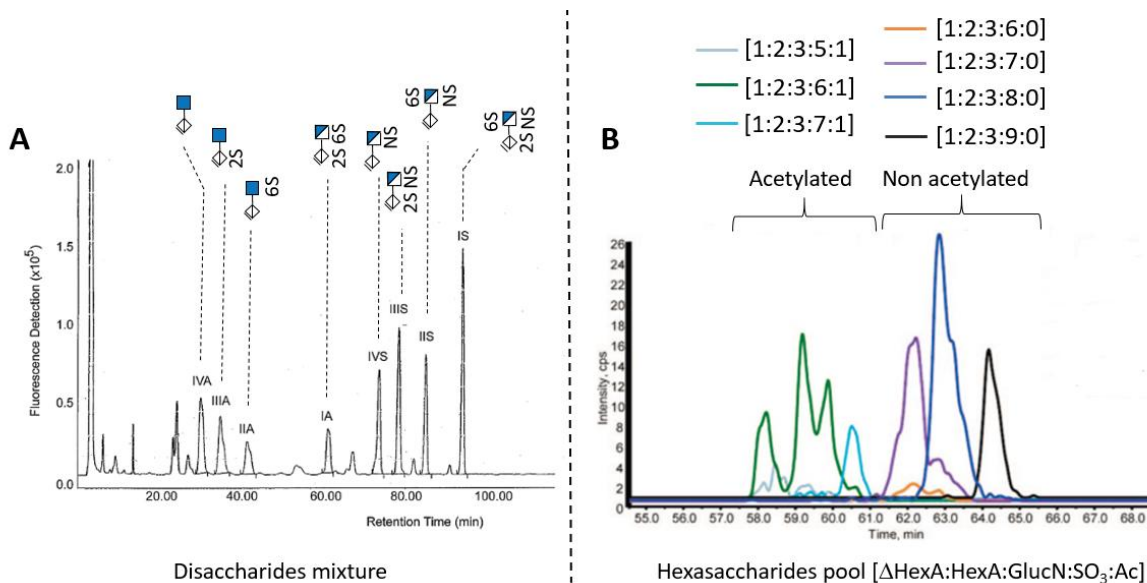 A
6S
2S
6S
2S 6S
NS
2S NS
6S
NS
6S
2S NS
2.0
1.5
1.0
0.5
0.0
Fluorescence Detection (x10⁵)
IVA
IIIA
IIA
IA
IVS
IIIS
IIS
IS
20.00 40.00 60.00 80.00 100.00
Retention Time (min)
Disaccharides mixture
B
[1:2:3:5:1]
[1:2:3:6:1]
[1:2:3:7:1]
[1:2:3:6:0]
[1:2:3:7:0]
[1:2:3:8:0]
[1:2:3:9:0]
Acetylated
Non acetylated
26
24
22
20
18
16
14
12
10
8
6
4
2
0
Intensity, cps
55.0 56.0 57.0 58.0 59.0 60.0 61.0 62.0 63.0 64.0 65.0 66.0 67.0 68.0
Time, min
Hexasaccharides pool [ΔHexA:HexA:GlucN:SO₃:Ac]